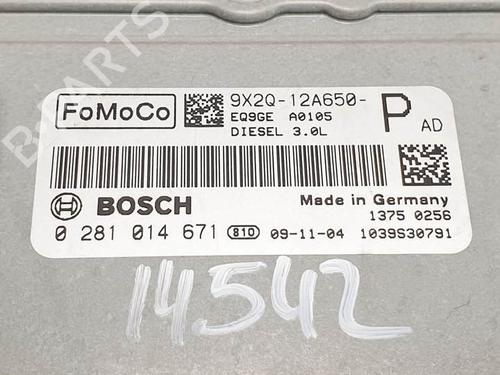 B-PARTS
FoMoCo
9X2Q-12A650-
P
AD
EQ9GE A0105
DIESEL 3.0L
BOSCH
Made in Germany
1375 0256
0 281 014 671 810 09-11-04 1039S30791
14542